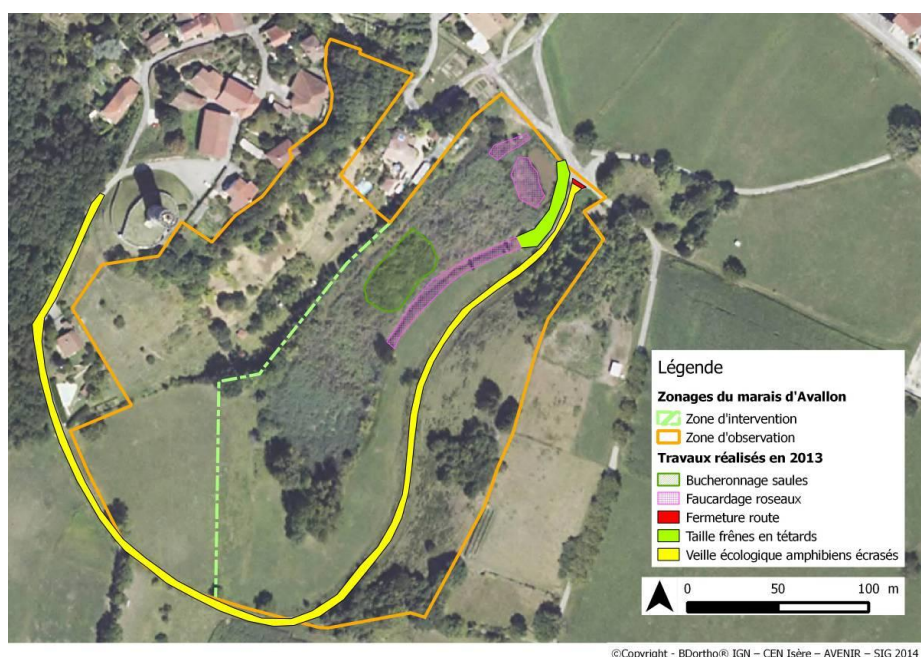 Légende
Zonages du marais d'Avallon
Zone d'intervention
Zone d'observation
Travaux réalisés en 2013
Bucheronnage saules
Faucardage roseaux
Fermeture route
Taille frênes en tétards
Veille écologique amphibiens écrasés
0 50 100 m
©Copyright - BDortho® IGN – CEN Isère – AVENIR – SIG 2014